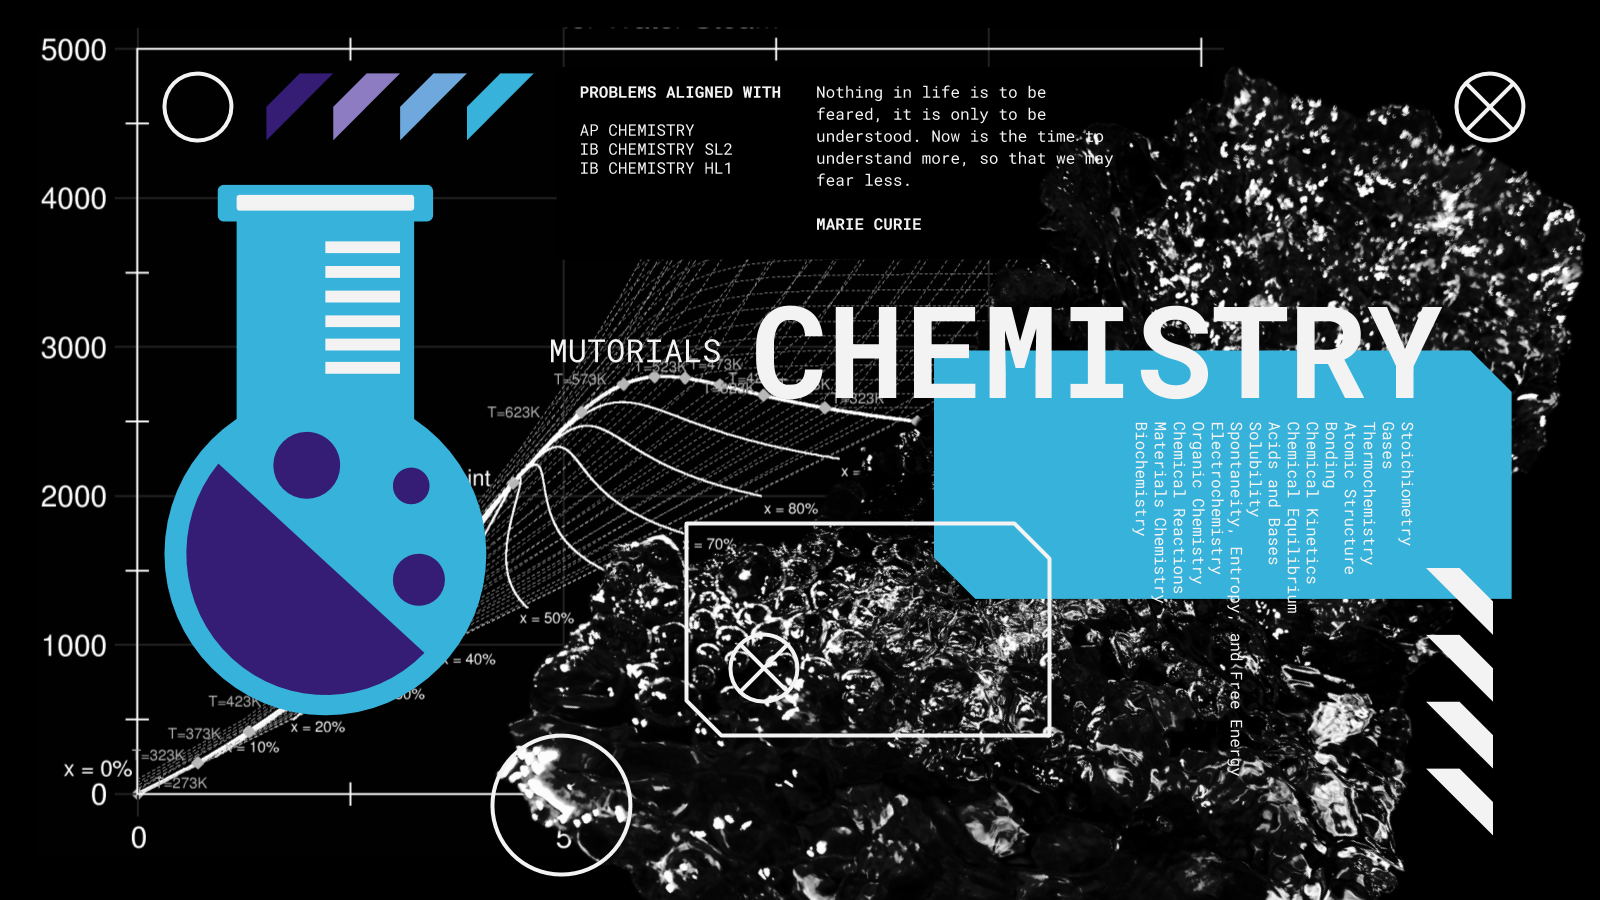 5000
4000
3000
2000
1000
0
0
5
PROBLEMS ALIGNED WITH
AP CHEMISTRY
IB CHEMISTRY SL2
IB CHEMISTRY HL1
Nothing in life is to be
feared, it is only to be
understood. Now is the time to
understand more, so that we may
fear less.
MARIE CURIE
MUTORIALS
CHEMISTRY
Stoichiometry
Gases
Thermochemistry
Atomic Structure
Bonding
Chemical Kinetics
Chemical Equilibrium
Acids and Bases
Solubility
Spontaneity, Entropy, and Free Energy
Electrochemistry
Organic Chemistry
Chemical Reactions
Materials Chemistry
Biochemistry
T=573K
T=523K
T=473K
T=323K
T=623K
int
x =
x = 80%
= 70%
x = 50%
x = 40%
T=423K
x = 20%
T=373K
x = 10%
T=323K
x = 0%
T=273K